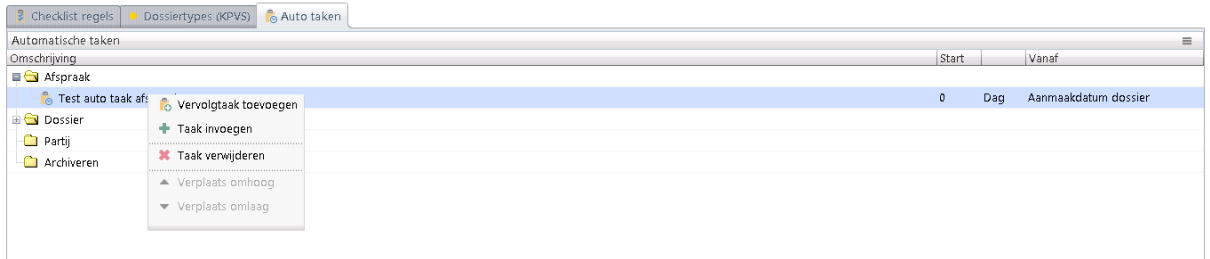 Checklist regels Dossiertypes (KPVS) Auto taken
Automatische taken
Omschrijving Start Vanaf
Afspraak
Test auto taak 0 Dag Aanmaakdatum dossier
Vervolgtaak toevoegen
Taak invoegen
Taak verwijderen
Verplaats omhoog
Verplaats omlaag
Dossier
Partij
Archiveren